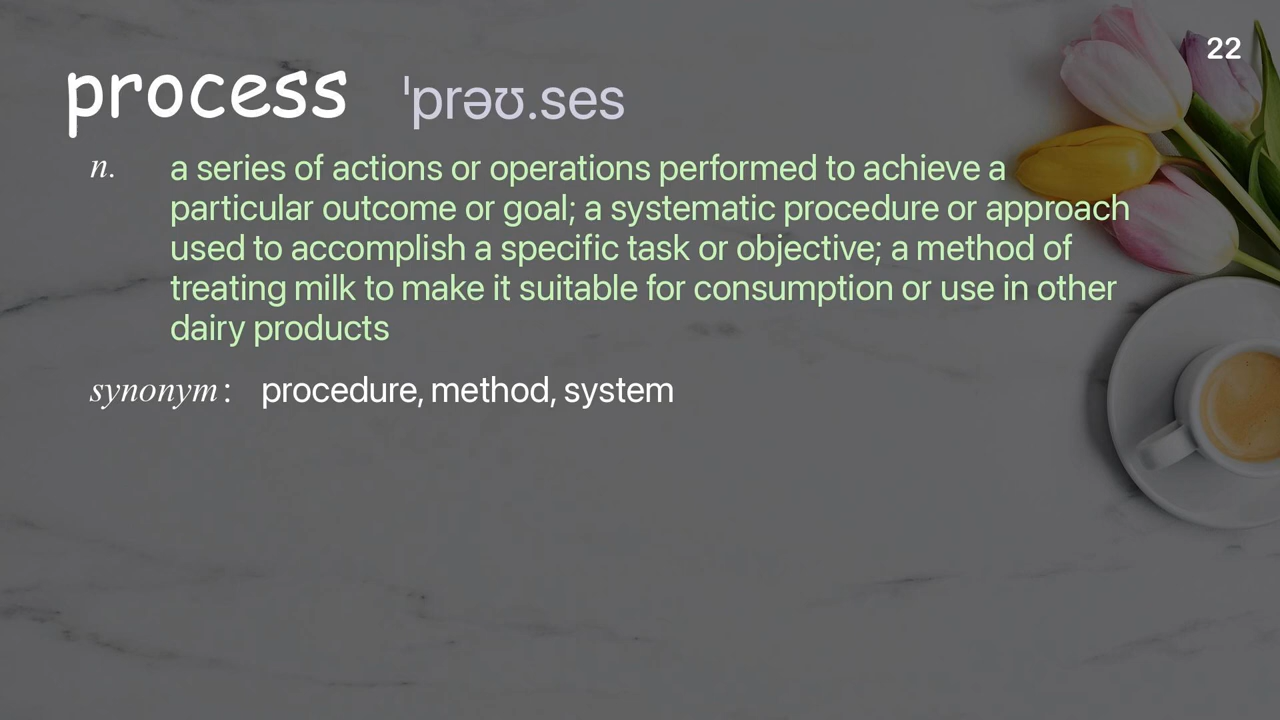 22
process ˈprəʊ.ses
n. a series of actions or operations performed to achieve a
particular outcome or goal; a systematic procedure or approach
used to accomplish a specific task or objective; a method of
treating milk to make it suitable for consumption or use in other
dairy products
synonym: procedure, method, system